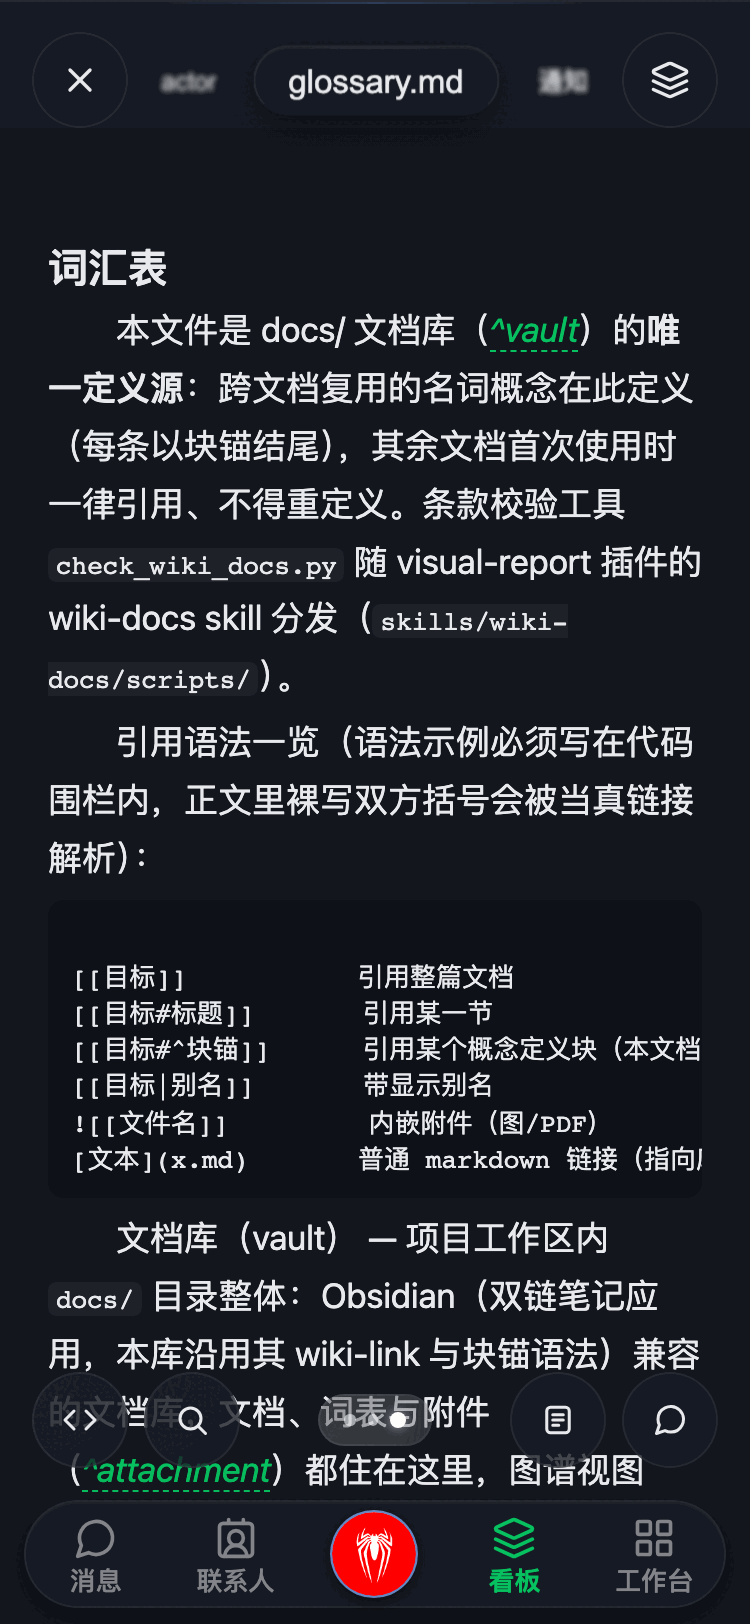 actor
glossary.md
通知
词汇表
本文件是 docs/ 文档库（^vault）的唯
一定义源：跨文档复用的名词概念在此定义
（每条以块锚结尾），其余文档首次使用时
一律引用、不得重定义。条款校验工具
check_wiki_docs.py 随 visual-report 插件的
wiki-docs skill 分发（skills/wiki-
docs/scripts/）。
引用语法一览（语法示例必须写在代码
围栏内，正文里裸写双方括号会被当真链接
解析）：
[[目标]] 引用整篇文档
[[目标#标题]] 引用某一节
[[目标#^块锚]] 引用某个概念定义块（本文档
[[目标|别名]] 带显示别名
![[文件名]] 内嵌附件（图/PDF）
[文本](x.md) 普通 markdown 链接（指向
文档库（vault） — 项目工作区内
docs/ 目录整体：Obsidian（双链笔记应
用，本库沿用其 wiki-link 与块锚语法）兼容
的文档库，文档、词表与附件
（^attachment）都住在这里，图谱视图
消息
联系人
看板
工作台